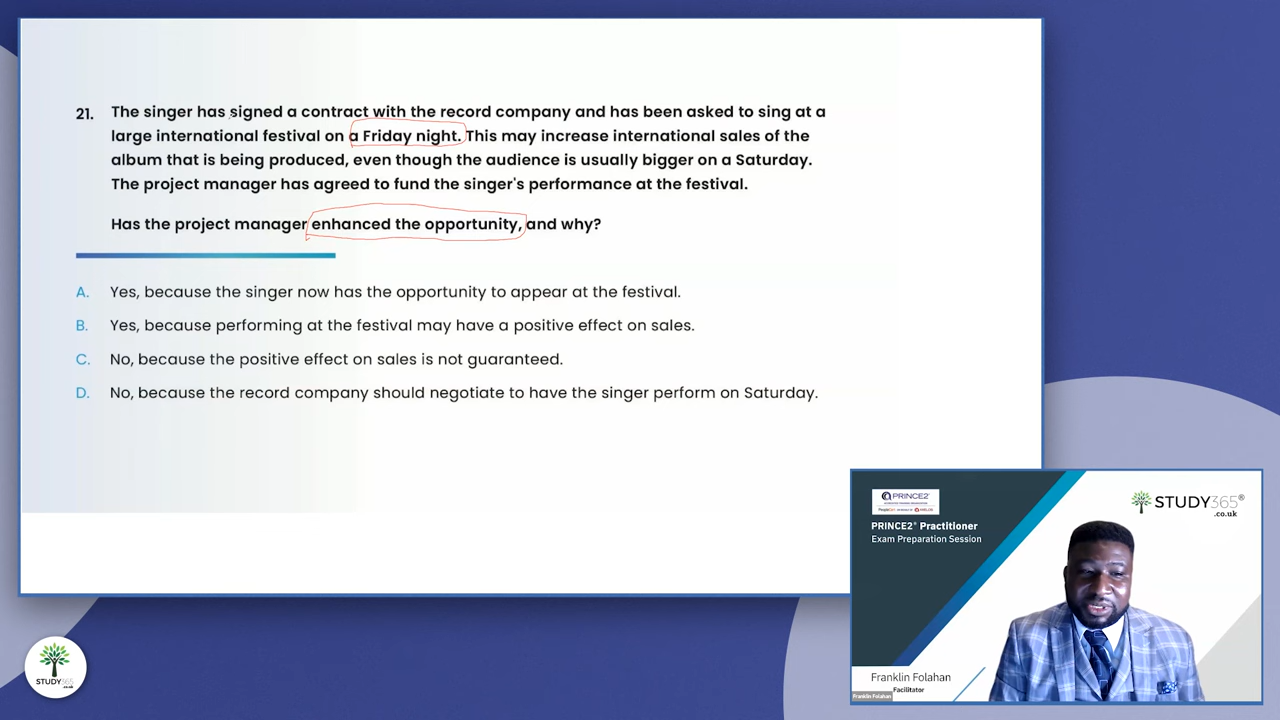 21. The singer has signed a contract with the record company and has been asked to sing at a
large international festival on a Friday night. This may increase international sales of the
album that is being produced, even though the audience is usually bigger on a Saturday.
The project manager has agreed to fund the singer's performance at the festival.
Has the project manager enhanced the opportunity, and why?
A. Yes, because the singer now has the opportunity to appear at the festival.
B. Yes, because performing at the festival may have a positive effect on sales.
C. No, because the positive effect on sales is not guaranteed.
D. No, because the record company should negotiate to have the singer perform on Saturday.
PRINCE2®
PRINCE2® Practitioner
Exam Preparation Session
STUDY365®
.co.uk
Franklin Folahan
Facilitator
Franklin Folahan
STUDY365
.co.uk